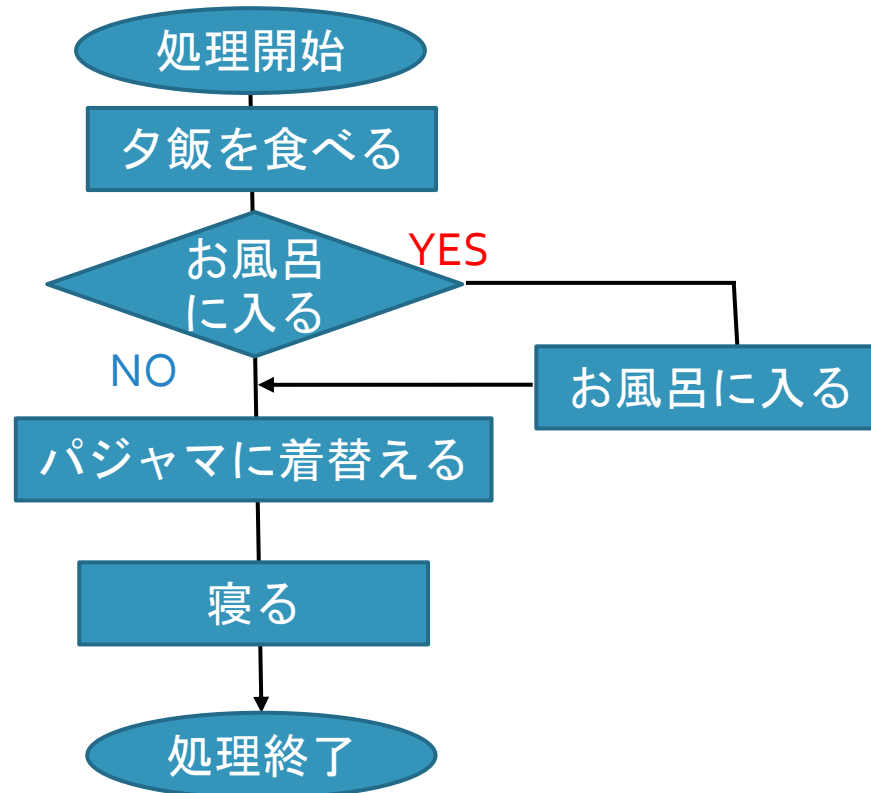 処理開始
夕飯を食べる
お風呂
に入る
YES
NO
お風呂に入る
パジャマに着替える
寝る
処理終了